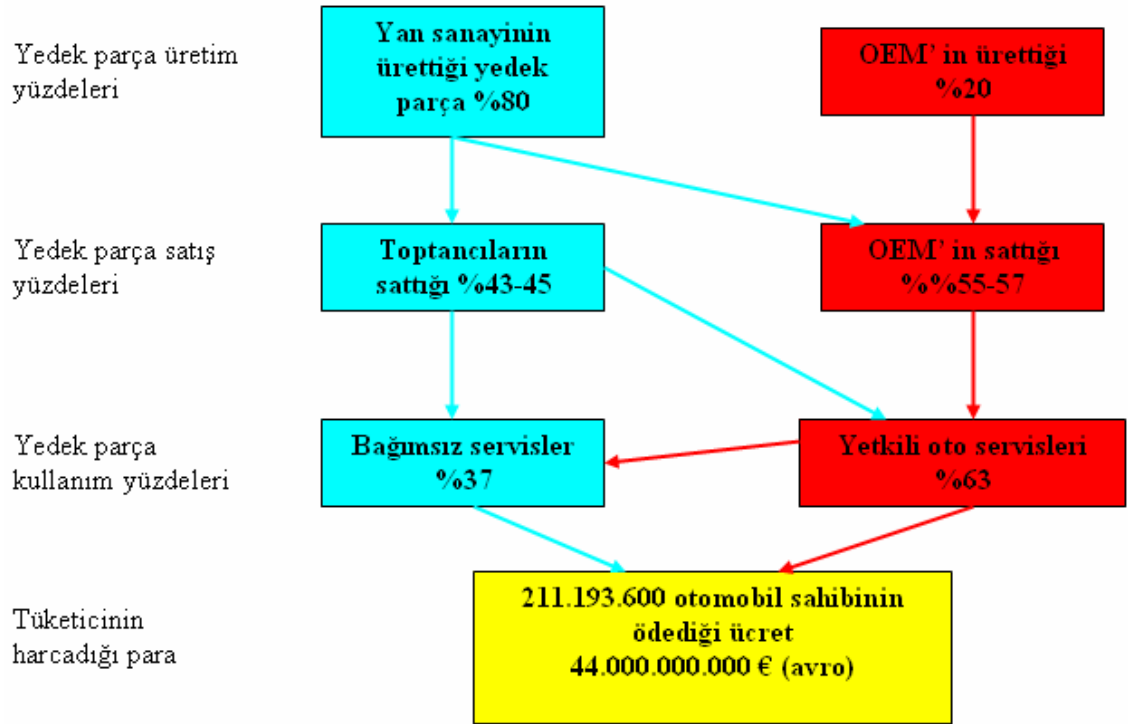 Yedek parça üretim
yüzdeleri
Yan sanayinin
ürettiği yedek
parça %80
OEM' in ürettiği
%20
Yedek parça satış
yüzdeleri
Toptancıların
sattığı %43-45
OEM' in sattığı
%%55-57
Yedek parça
kullanım yüzdeleri
Bağımsız servisler
%37
Yetkili oto servisleri
%63
Tüketicinin
harcadığı para
211.193.600 otomobil sahibinin
ödediği ücret
44.000.000.000 € (avro)